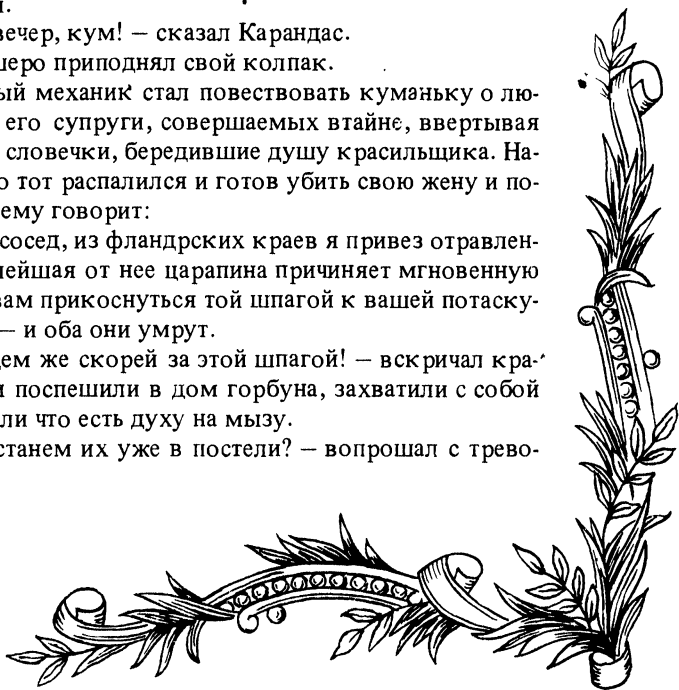 вечер, кум! — сказал Карандас.
шеро приподнял свой колпак.
ый механик стал повествовать куманьку о лю-
его супруги, совершаемых втайне, ввертывая
словечки, бередившие душу красильщика. На-
о тот распалился и готов убить свою жену и по-
ему говорит:
сосед, из фландрских краев я привез отравлен-
нейшая от нее царапина причиняет мгновенную
вам прикоснуться той шпагой к вашей потаску-
— и оба они умрут.
ем же скорей за этой шпагой! — вскричал кра-
и поспешили в дом горбуна, захватили с собой
ли что есть духу на мызу.
станем их уже в постели? — вопрошал с трево-